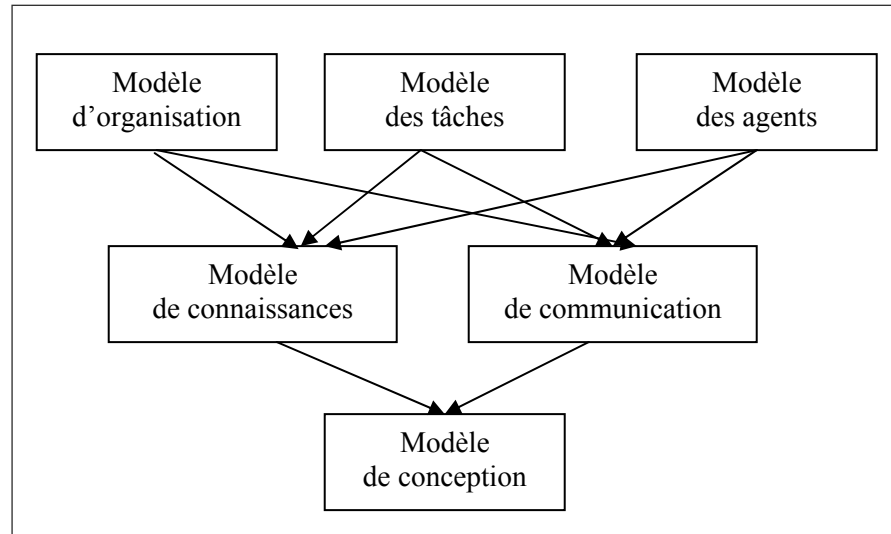 Modèle
d’organisation
Modèle
des tâches
Modèle
des agents
Modèle
de connaissances
Modèle
de communication
Modèle
de conception